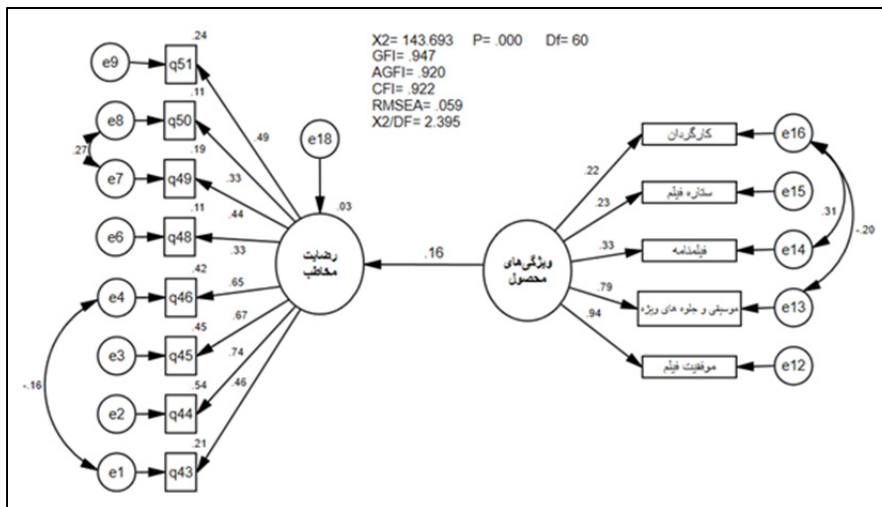 X2= 143.693 P= .000 Df= 60
GFI= .947
AGFI= .920
CFI= .922
RMSEA= .059
X2/DF= 2.395
e9
q51
.24
.49
e8
q50
.11
.33
.27
e7
q49
.19
.44
e6
q48
.11
.33
e4
q46
.42
.65
e3
q45
.45
.67
-.16
e2
q44
.54
.74
e1
q43
.21
.46
e18
.03
رضایت
مخاطب
.16
ویژگی‌های
محصول
.22
کارگردان
e16
.23
ستاره فیلم
e15
.31
-.20
.33
فیلمنامه
e14
.79
موسیقی و جلوه های ویژه
e13
.94
موفقیت فیلم
e12